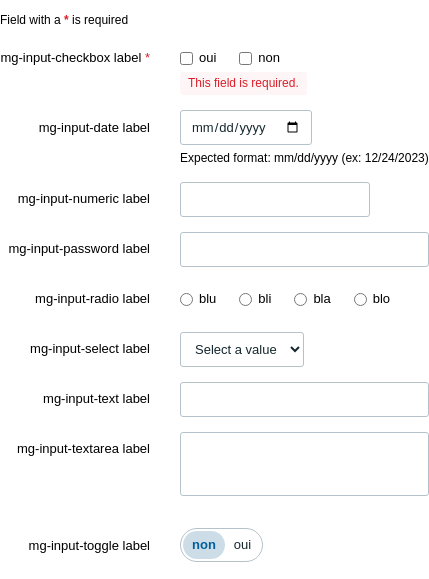 Field with a * is required
mg-input-checkbox label * oui non
This field is required.
mg-input-date label mm/dd/yyyy
Expected format: mm/dd/yyyy (ex: 12/24/2023)
mg-input-numeric label
mg-input-password label
mg-input-radio label blu bli bla blo
mg-input-select label Select a value
mg-input-text label
mg-input-textarea label
mg-input-toggle label non oui